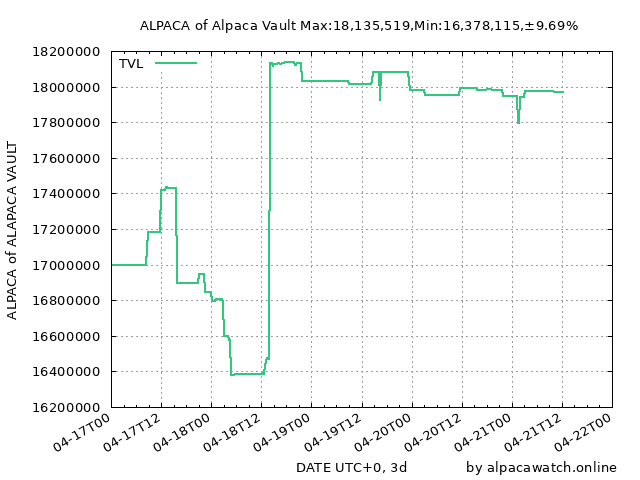 ALPACA of Alpaca Vault Max:18,135,519,Min:16,378,115,±9.69%
TVL
18200000
18000000
17800000
17600000
17400000
17200000
17000000
16800000
16600000
16400000
16200000
ALPACA of ALAPACA VAULT
04-17T00
04-17T12
04-18T00
04-18T12
04-19T00
04-19T12
04-20T00
04-20T12
04-21T00
04-21T12
04-22T00
DATE UTC+0, 3d
by alpacawatch.online